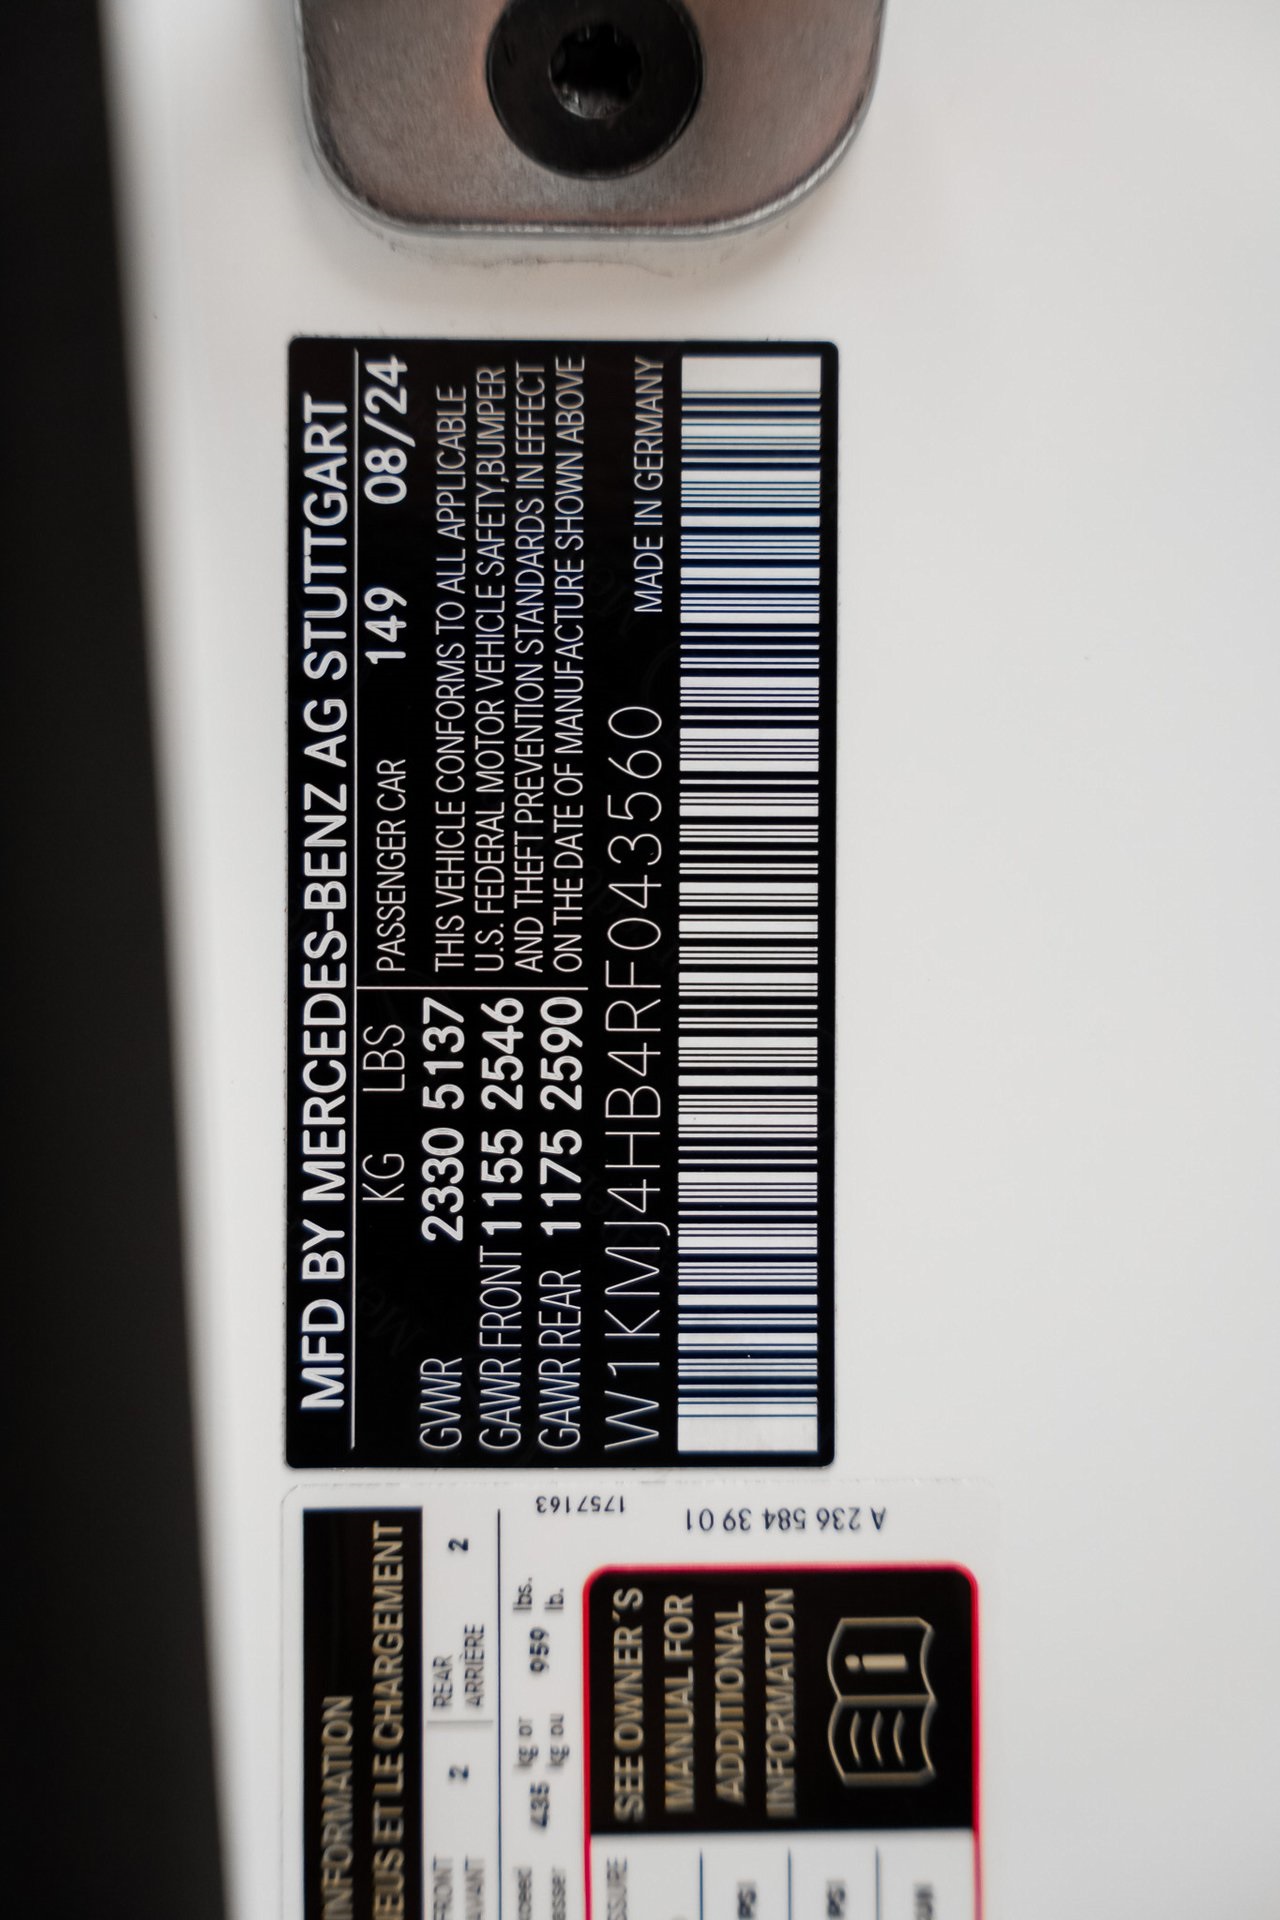 MFD BY MERCEDES-BENZ AG STUTTGART
KG LBS PASSENGER CAR 149 08/24
GVWR 2330 5137
GAWR FRONT 1155 2546
GAWR REAR 1175 2590
THIS VEHICLE CONFORMS TO ALL APPLICABLE
U.S. FEDERAL MOTOR VEHICLE SAFETY,BUMPER
AND THEFT PREVENTION STANDARDS IN EFFECT
ON THE DATE OF MANUFACTURE SHOWN ABOVE
W1KMJ4HB4RF043560 MADE IN GERMANY
INFORMATION
ET LE CHARGEMENT
FRONT 2 REAR 2
AVANT ARRIÈRE
435 kg or 959 lbs.
kg ou lb.
1757163
A 236 584 39 01
SEE OWNER'S
MANUAL FOR
ADDITIONAL
INFORMATION
PSI
PSI